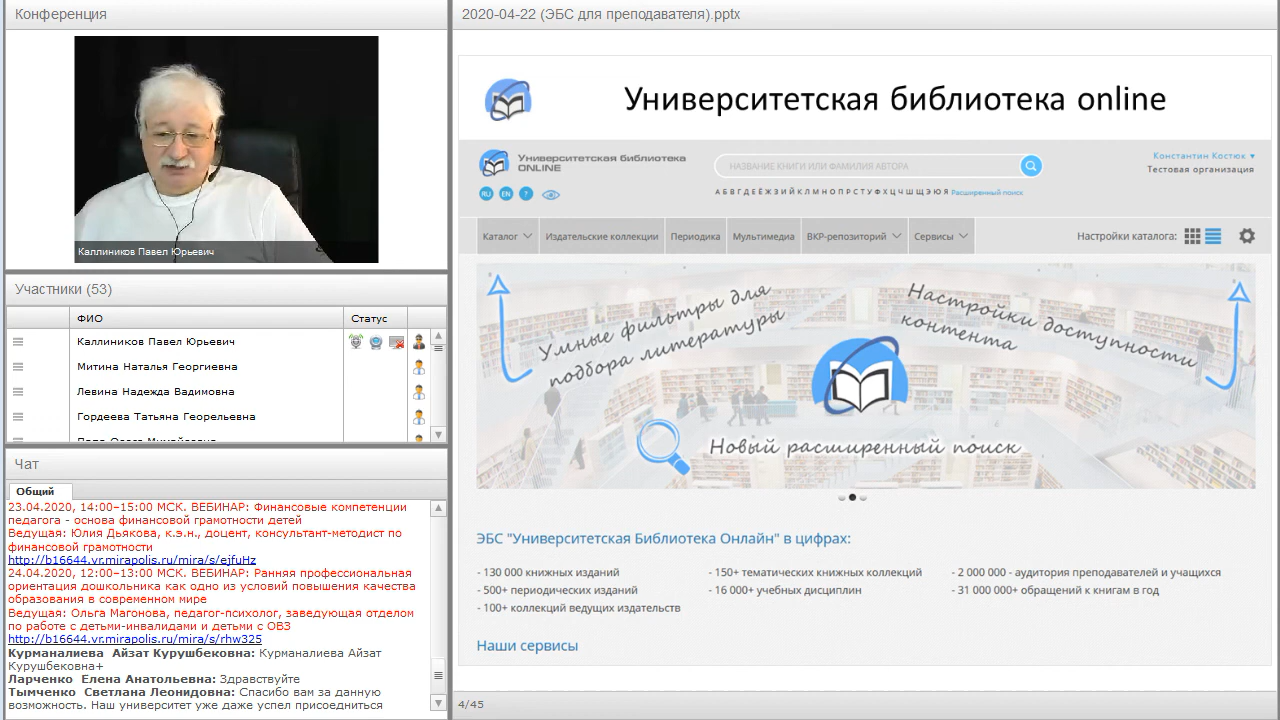 Конференция
Каллиников Павел Юрьевич
Участники (53)
ФИО
Статус
Каллиников Павел Юрьевич
Митина Наталья Георгиевна
Левина Надежда Вадимовна
Гордеева Татьяна Георельевна
Чат
Общий
23.04.2020, 14:00–15:00 МСК. ВЕБИНАР: Финансовые компетенции
педагога - основа финансовой грамотности детей
Ведущая: Юлия Дьякова, к.э.н., доцент, консультант-методист по
финансовой грамотности
http://b16644.vr.mirapolis.ru/mira/s/ejfuHz
24.04.2020, 12:00–13:00 МСК. ВЕБИНАР: Ранняя профессиональная
ориентация дошкольника как одно из условий повышения качества
образования в современном мире
Ведущая: Ольга Магонова, педагог-психолог, заведующая отделом
по работе с детьми-инвалидами и детьми с ОВЗ
http://b16644.vr.mirapolis.ru/mira/s/rhw325
Курманалиева Айзат Курушбековна: Курманалиева Айзат
Курушбековна+
Ларченко Елена Анатольевна: Здравствуйте
Тымченко Светлана Леонидовна: Спасибо вам за данную
возможность. Наш университет уже даже успел присоедниться
2020-04-22 (ЭБС для преподавателя).pptx
Университетская библиотека online
Университетская библиотека
ONLINE
НАЗВАНИЕ КНИГИ ИЛИ ФАМИЛИЯ АВТОРА
Константин Костюк
Тестовая организация
RU EN ?
А Б В Г Д Е Ё Ж З И Й К Л М Н О П Р С Т У Ф Х Ц Ч Ш Щ Э Ю Я Расширенный поиск
Каталог
Издательские коллекции
Периодика
Мультимедиа
ВКР-репозиторий
Сервисы
Настройки каталога:
Умные фильтры для
подбора литературы
Настройки доступности
контента
Новый расширенный поиск
ЭБС "Университетская Библиотека Онлайн" в цифрах:
- 130 000 книжных изданий
- 500+ периодических изданий
- 100+ коллекций ведущих издательств
- 150+ тематических книжных коллекций
- 16 000+ учебных дисциплин
- 2 000 000 - аудитория преподавателей и учащихся
- 31 000 000+ обращений к книгам в год
Наши сервисы
4/45